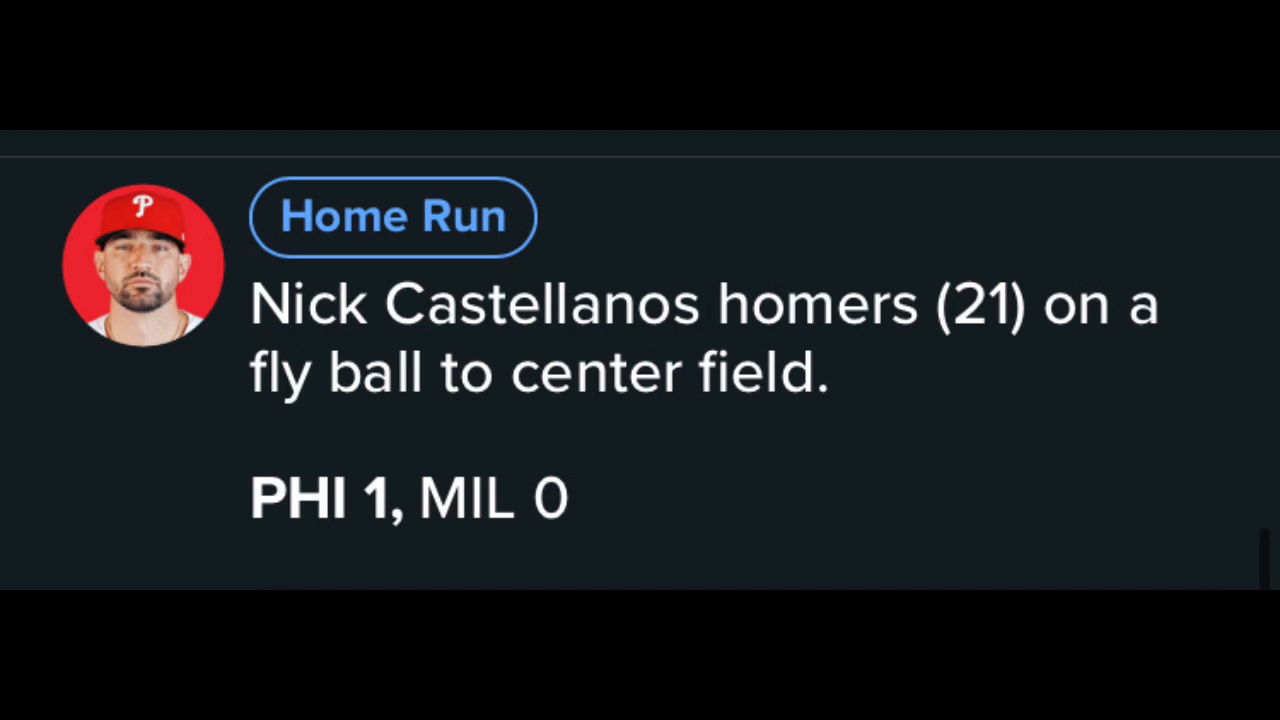 P
Home Run
Nick Castellanos homers (21) on a
fly ball to center field.
PHI 1, MIL 0